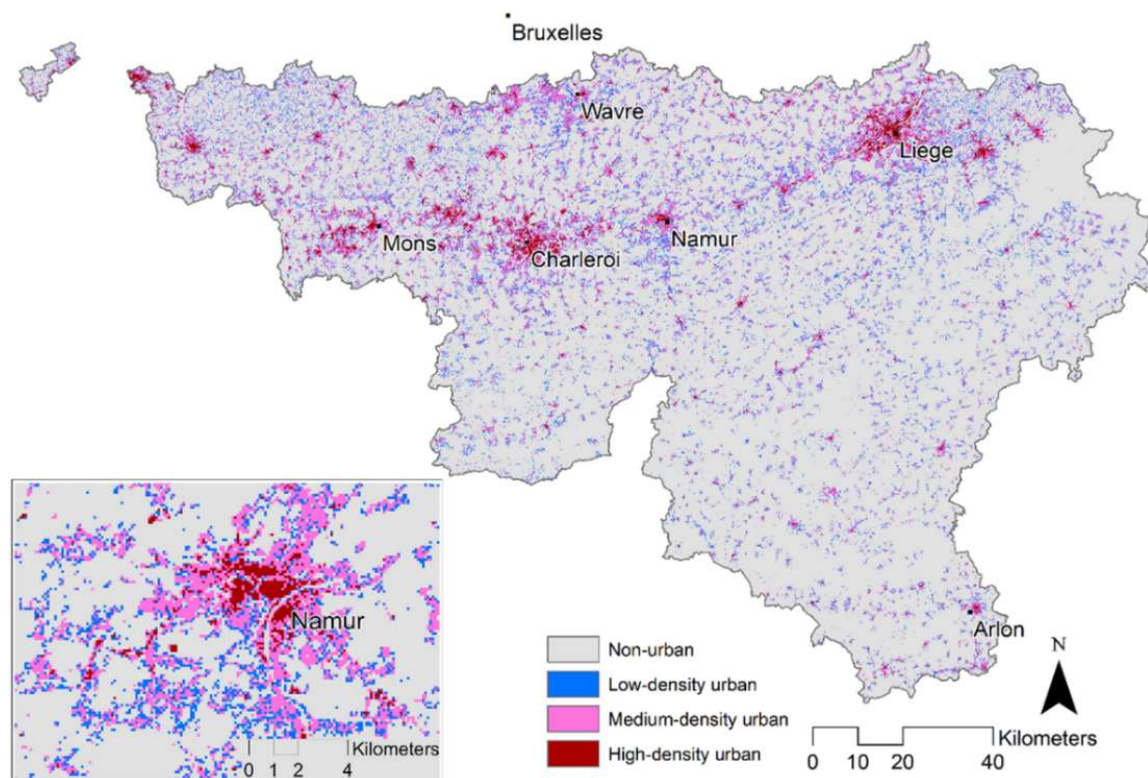 Bruxelles
Wavre
Liege
Mons
Charleroi
Namur
Arlon
Namur
Kilometers
0 1 2 4
Non-urban
Low-density urban
Medium-density urban
High-density urban
N
Kilometers
0 10 20 40